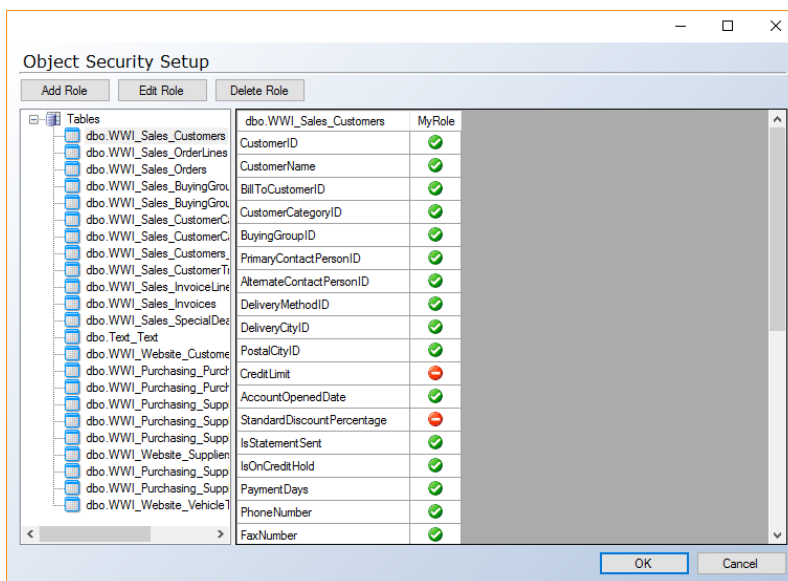 Object Security Setup
Add Role Edit Role Delete Role
Tables
dbo.WWI_Sales_Customers
dbo.WWI_Sales_OrderLines
dbo.WWI_Sales_Orders
dbo.WWI_Sales_BuyingGrou
dbo.WWI_Sales_BuyingGrou
dbo.WWI_Sales_CustomerCa
dbo.WWI_Sales_CustomerCa
dbo.WWI_Sales_Customers_
dbo.WWI_Sales_CustomerTr
dbo.WWI_Sales_InvoiceLine
dbo.WWI_Sales_Invoices
dbo.WWI_Sales_SpecialDea
dbo.Text_Text
dbo.WWI_Website_Custome
dbo.WWI_Purchasing_Purch
dbo.WWI_Purchasing_Purch
dbo.WWI_Purchasing_Supp
dbo.WWI_Purchasing_Supp
dbo.WWI_Purchasing_Supp
dbo.WWI_Website_Suppliers
dbo.WWI_Purchasing_Supp
dbo.WWI_Purchasing_Supp
dbo.WWI_Website_VehicleT
dbo.WWI_Sales_Customers MyRole
CustomerID
CustomerName
BillToCustomerID
CustomerCategoryID
BuyingGroupID
PrimaryContactPersonID
AlternateContactPersonID
DeliveryMethodID
DeliveryCityID
PostalCityID
CreditLimit
AccountOpenedDate
StandardDiscountPercentage
IsStatementSent
IsOnCreditHold
PaymentDays
PhoneNumber
FaxNumber
OK Cancel